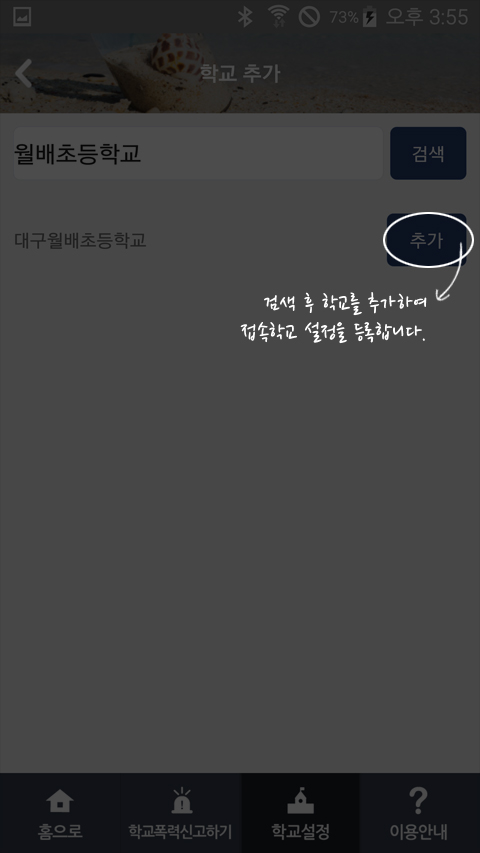 73% 오후 3:55
학교 추가
월배초등학교 검색
대구월배초등학교 추가
검색 후 학교를 추가하여
접속학교 설정을 등록합니다.
홈으로 학교폭력신고하기 학교설정 이용안내